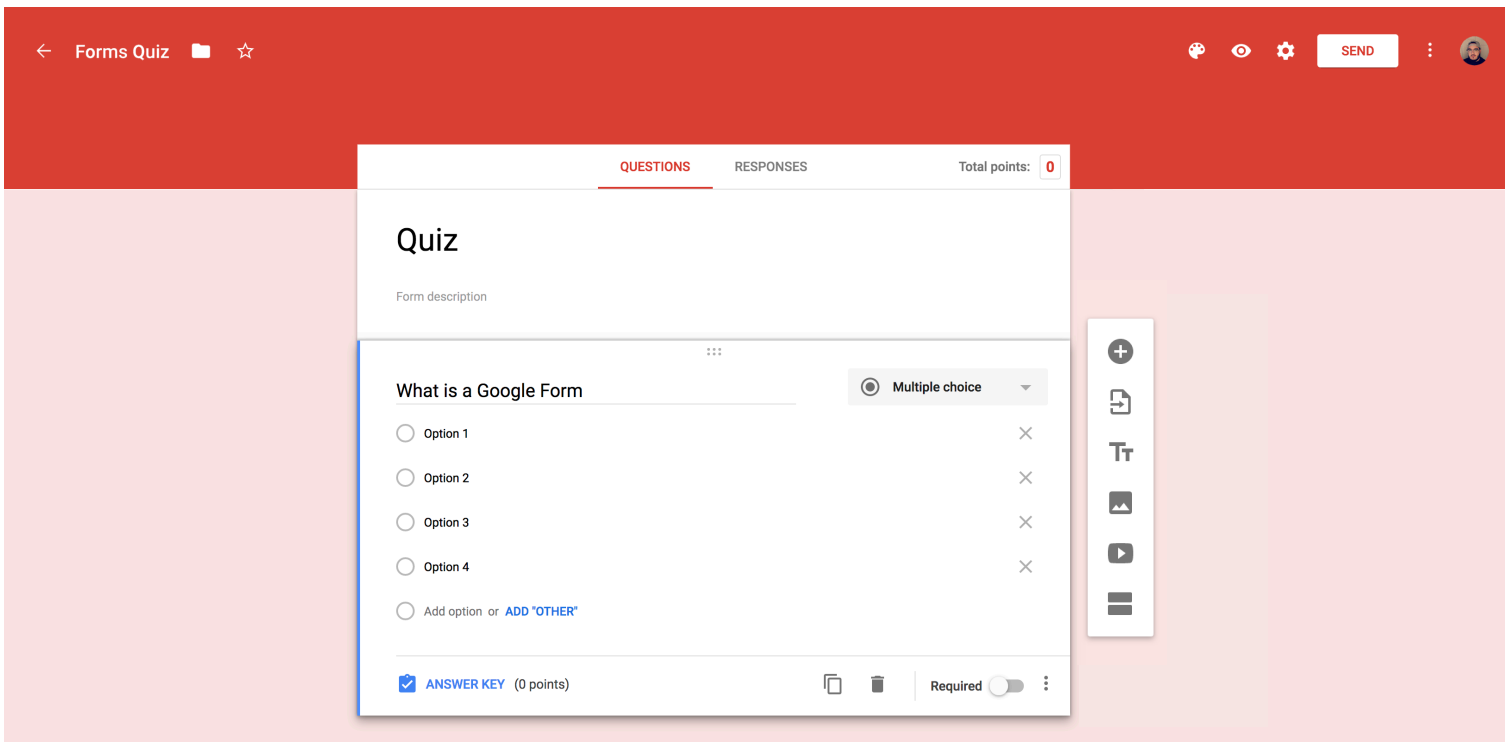 Forms Quiz
SEND
QUESTIONS RESPONSES Total points: 0
Quiz
Form description
What is a Google Form
Multiple choice
Option 1
Option 2
Option 3
Option 4
Add option or ADD "OTHER"
ANSWER KEY (0 points)
Required